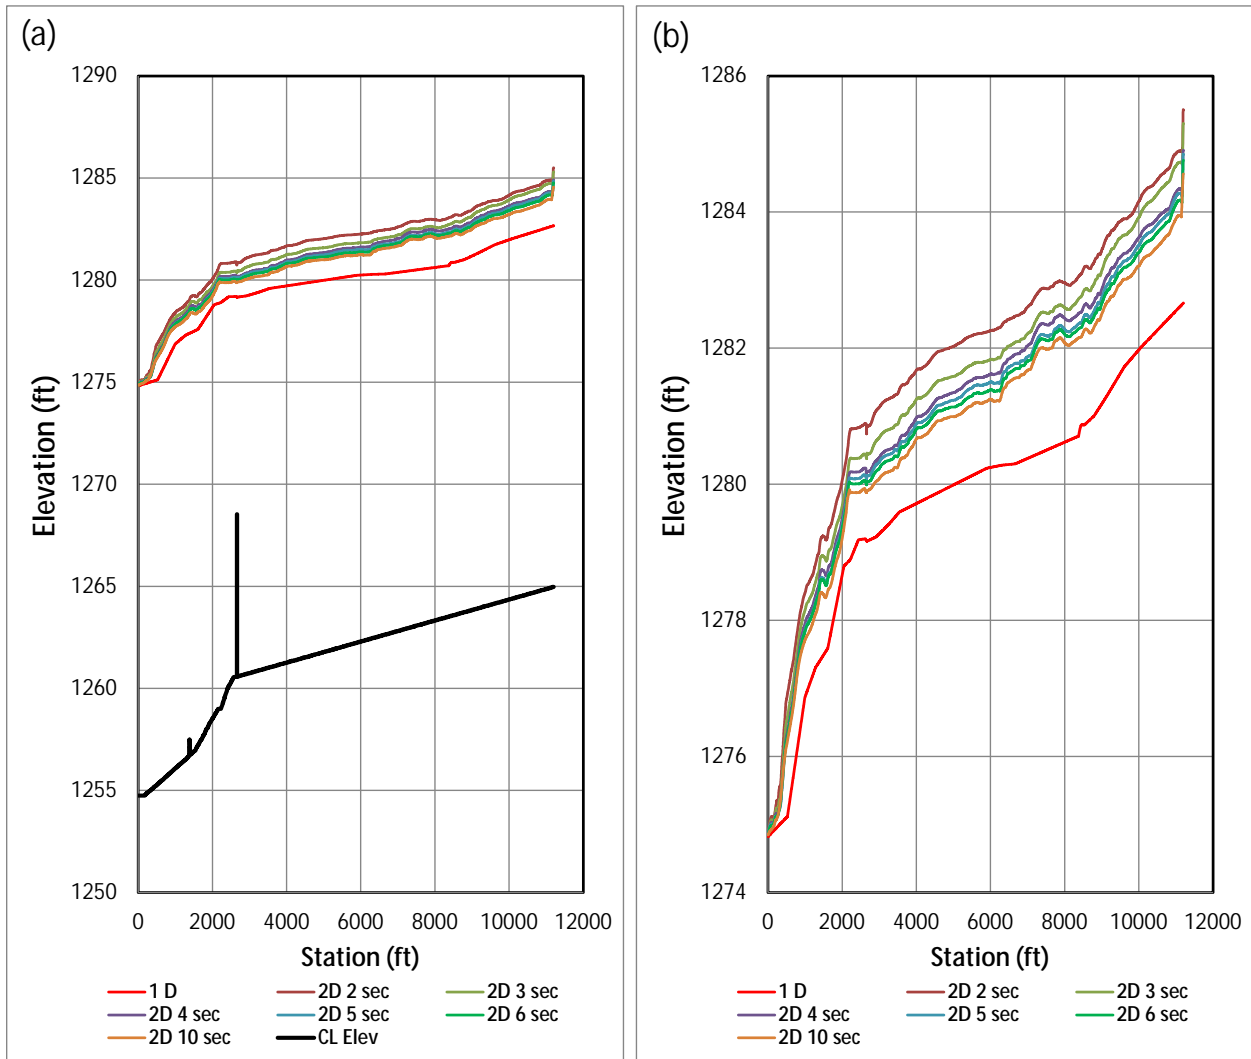 (a)
1290
1285
1280
1275
1270
1265
1260
1255
1250
Elevation (ft)
0 2000 4000 6000 8000 10000 12000
Station (ft)
1 D 2D 2 sec 2D 3 sec
2D 4 sec 2D 5 sec 2D 6 sec
2D 10 sec CL Elev
(b)
1286
1284
1282
1280
1278
1276
1274
Elevation (ft)
0 2000 4000 6000 8000 10000 12000
Station (ft)
1 D 2D 2 sec 2D 3 sec
2D 4 sec 2D 5 sec 2D 6 sec
2D 10 sec